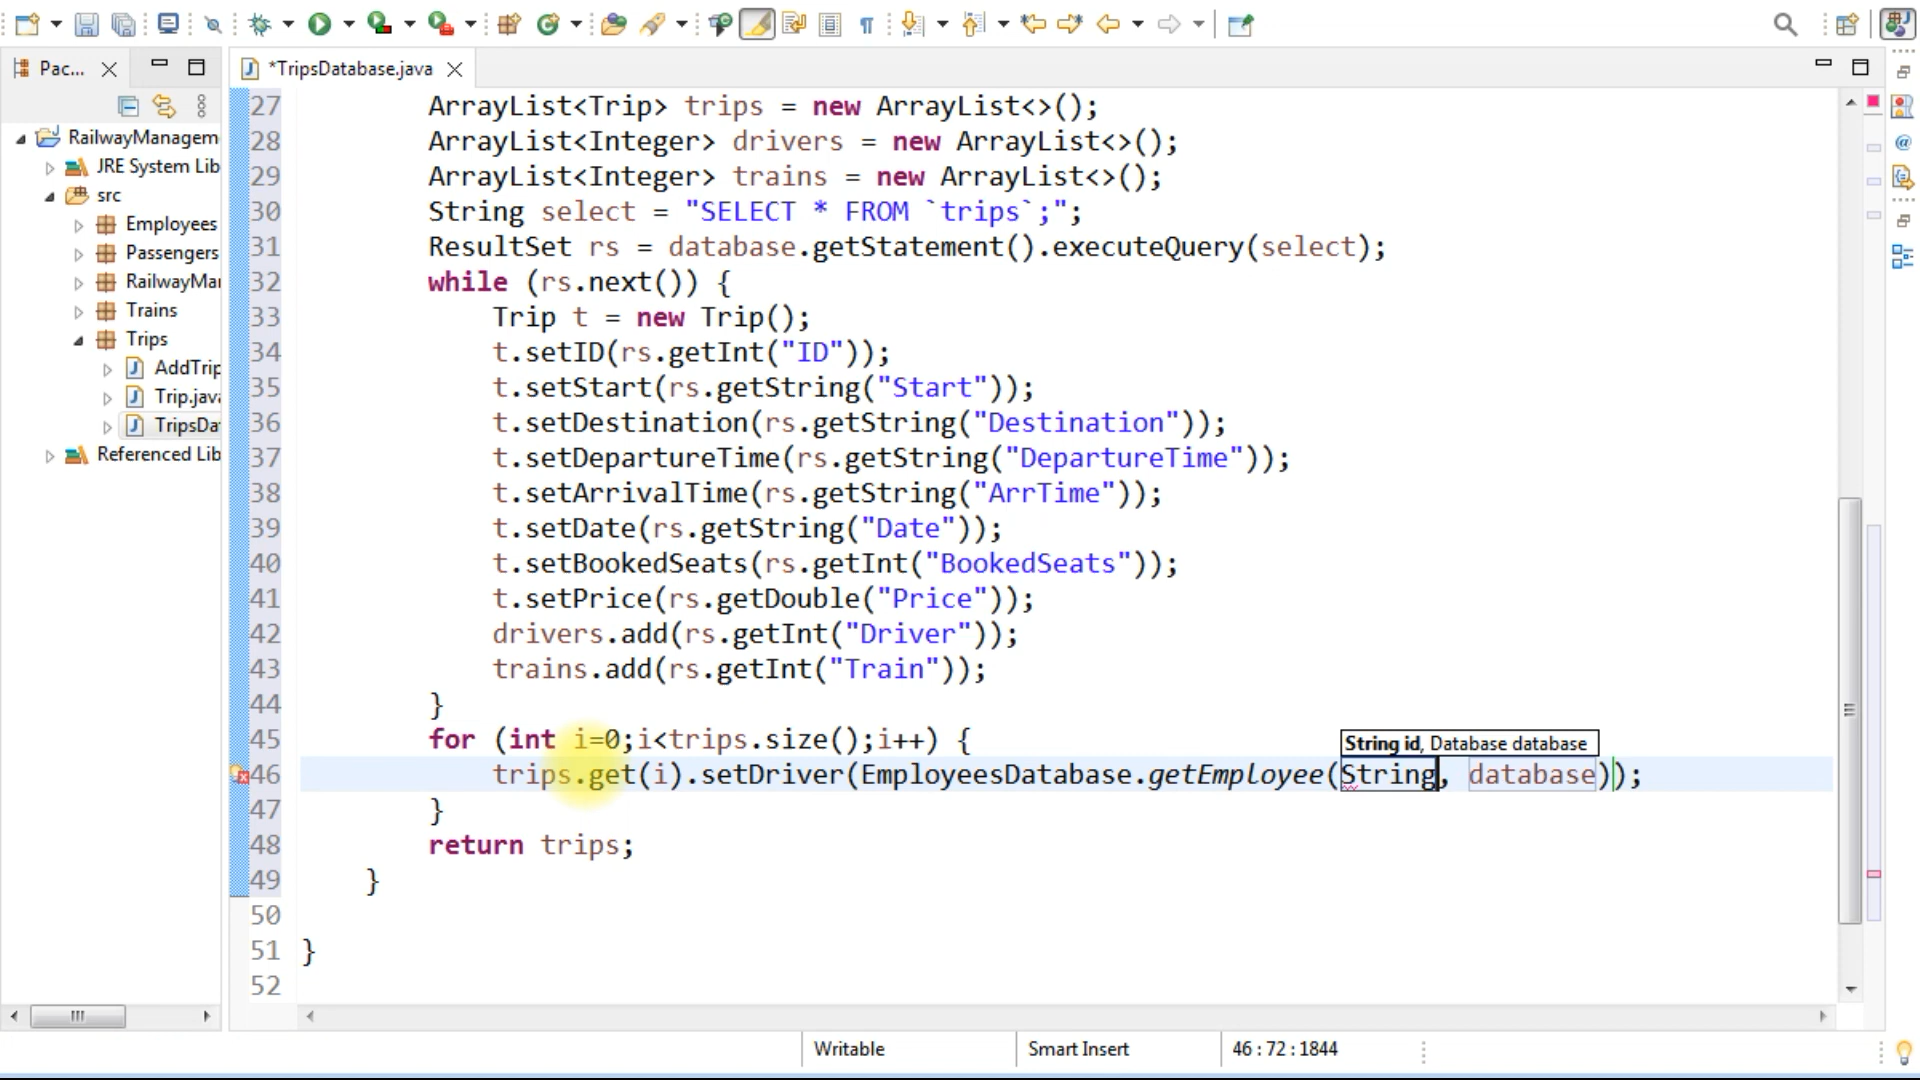 Pac...
*TripsDatabase.java
RailwayManagem
JRE System Lib
src
Employees
Passengers
RailwayMar
Trains
Trips
AddTrip
Trip.java
TripsDat
Referenced Lib
27 ArrayList<Trip> trips = new ArrayList<>();
28 ArrayList<Integer> drivers = new ArrayList<>();
29 ArrayList<Integer> trains = new ArrayList<>();
30 String select = "SELECT * FROM `trips`;";
31 ResultSet rs = database.getStatement().executeQuery(select);
32 while (rs.next()) {
33 Trip t = new Trip();
34 t.setID(rs.getInt("ID"));
35 t.setStart(rs.getString("Start"));
36 t.setDestination(rs.getString("Destination"));
37 t.setDepartureTime(rs.getString("DepartureTime"));
38 t.setArrivalTime(rs.getString("ArrTime"));
39 t.setDate(rs.getString("Date"));
40 t.setBookedSeats(rs.getInt("BookedSeats"));
41 t.setPrice(rs.getDouble("Price"));
42 drivers.add(rs.getInt("Driver"));
43 trains.add(rs.getInt("Train"));
44 }
45 for (int i=0;i<trips.size();i++) {
String id, Database database
46 trips.get(i).setDriver(EmployeesDatabase.getEmployee(String, database));
47 }
48 return trips;
49 }
50
51 }
52
Writable
Smart Insert
46 : 72 : 1844